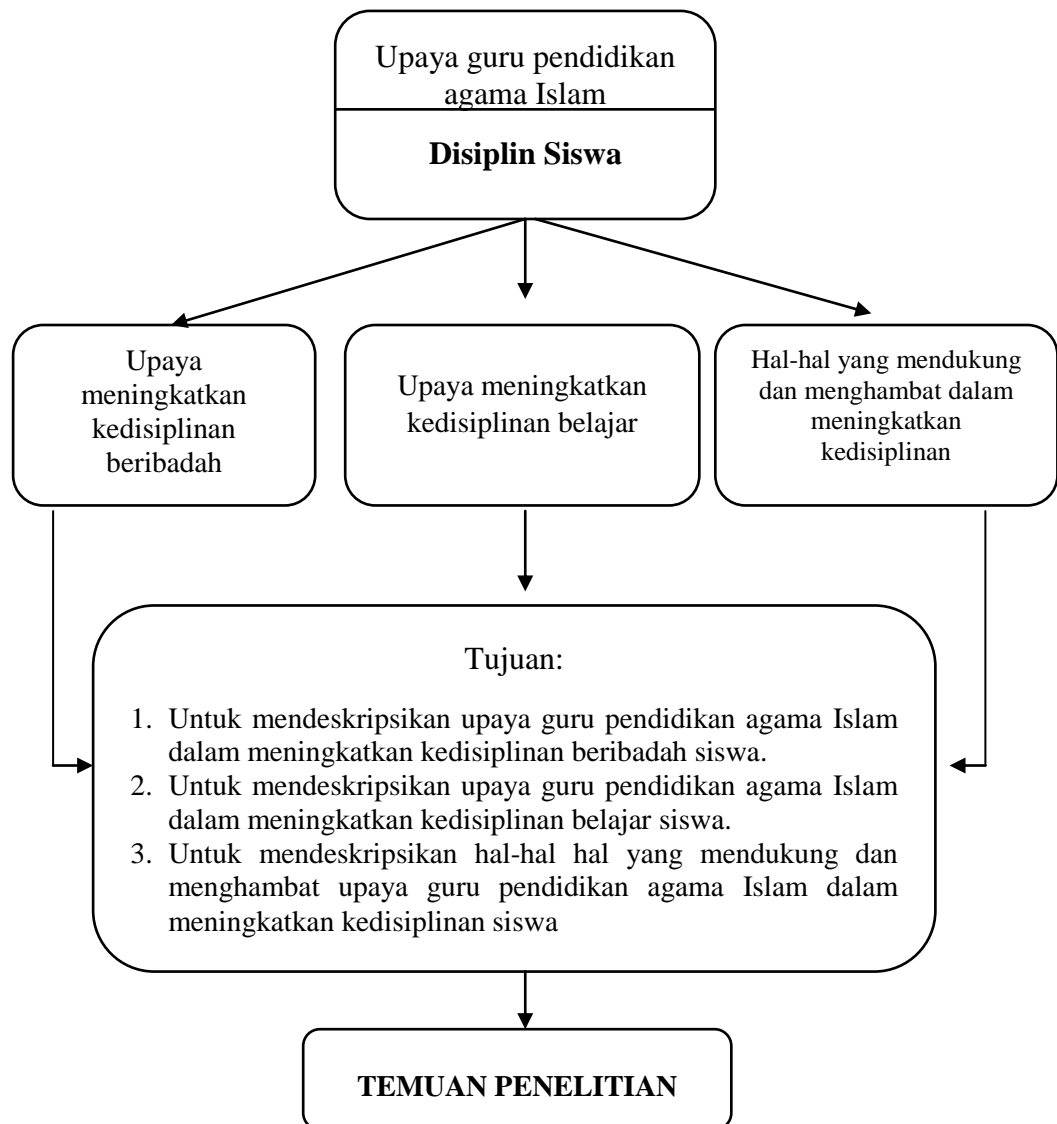 Upaya guru pendidikan
agama Islam
Disiplin Siswa
Upaya
meningkatkan
kedisiplinan
beribadah
Upaya meningkatkan
kedisiplinan belajar
Hal-hal yang mendukung
dan menghambat dalam
meningkatkan
kedisiplinan
Tujuan:
1. Untuk mendeskripsikan upaya guru pendidikan agama Islam
dalam meningkatkan kedisiplinan beribadah siswa.
2. Untuk mendeskripsikan upaya guru pendidikan agama Islam
dalam meningkatkan kedisiplinan belajar siswa.
3. Untuk mendeskripsikan hal-hal hal yang mendukung dan
menghambat upaya guru pendidikan agama Islam dalam
meningkatkan kedisiplinan siswa
TEMUAN PENELITIAN